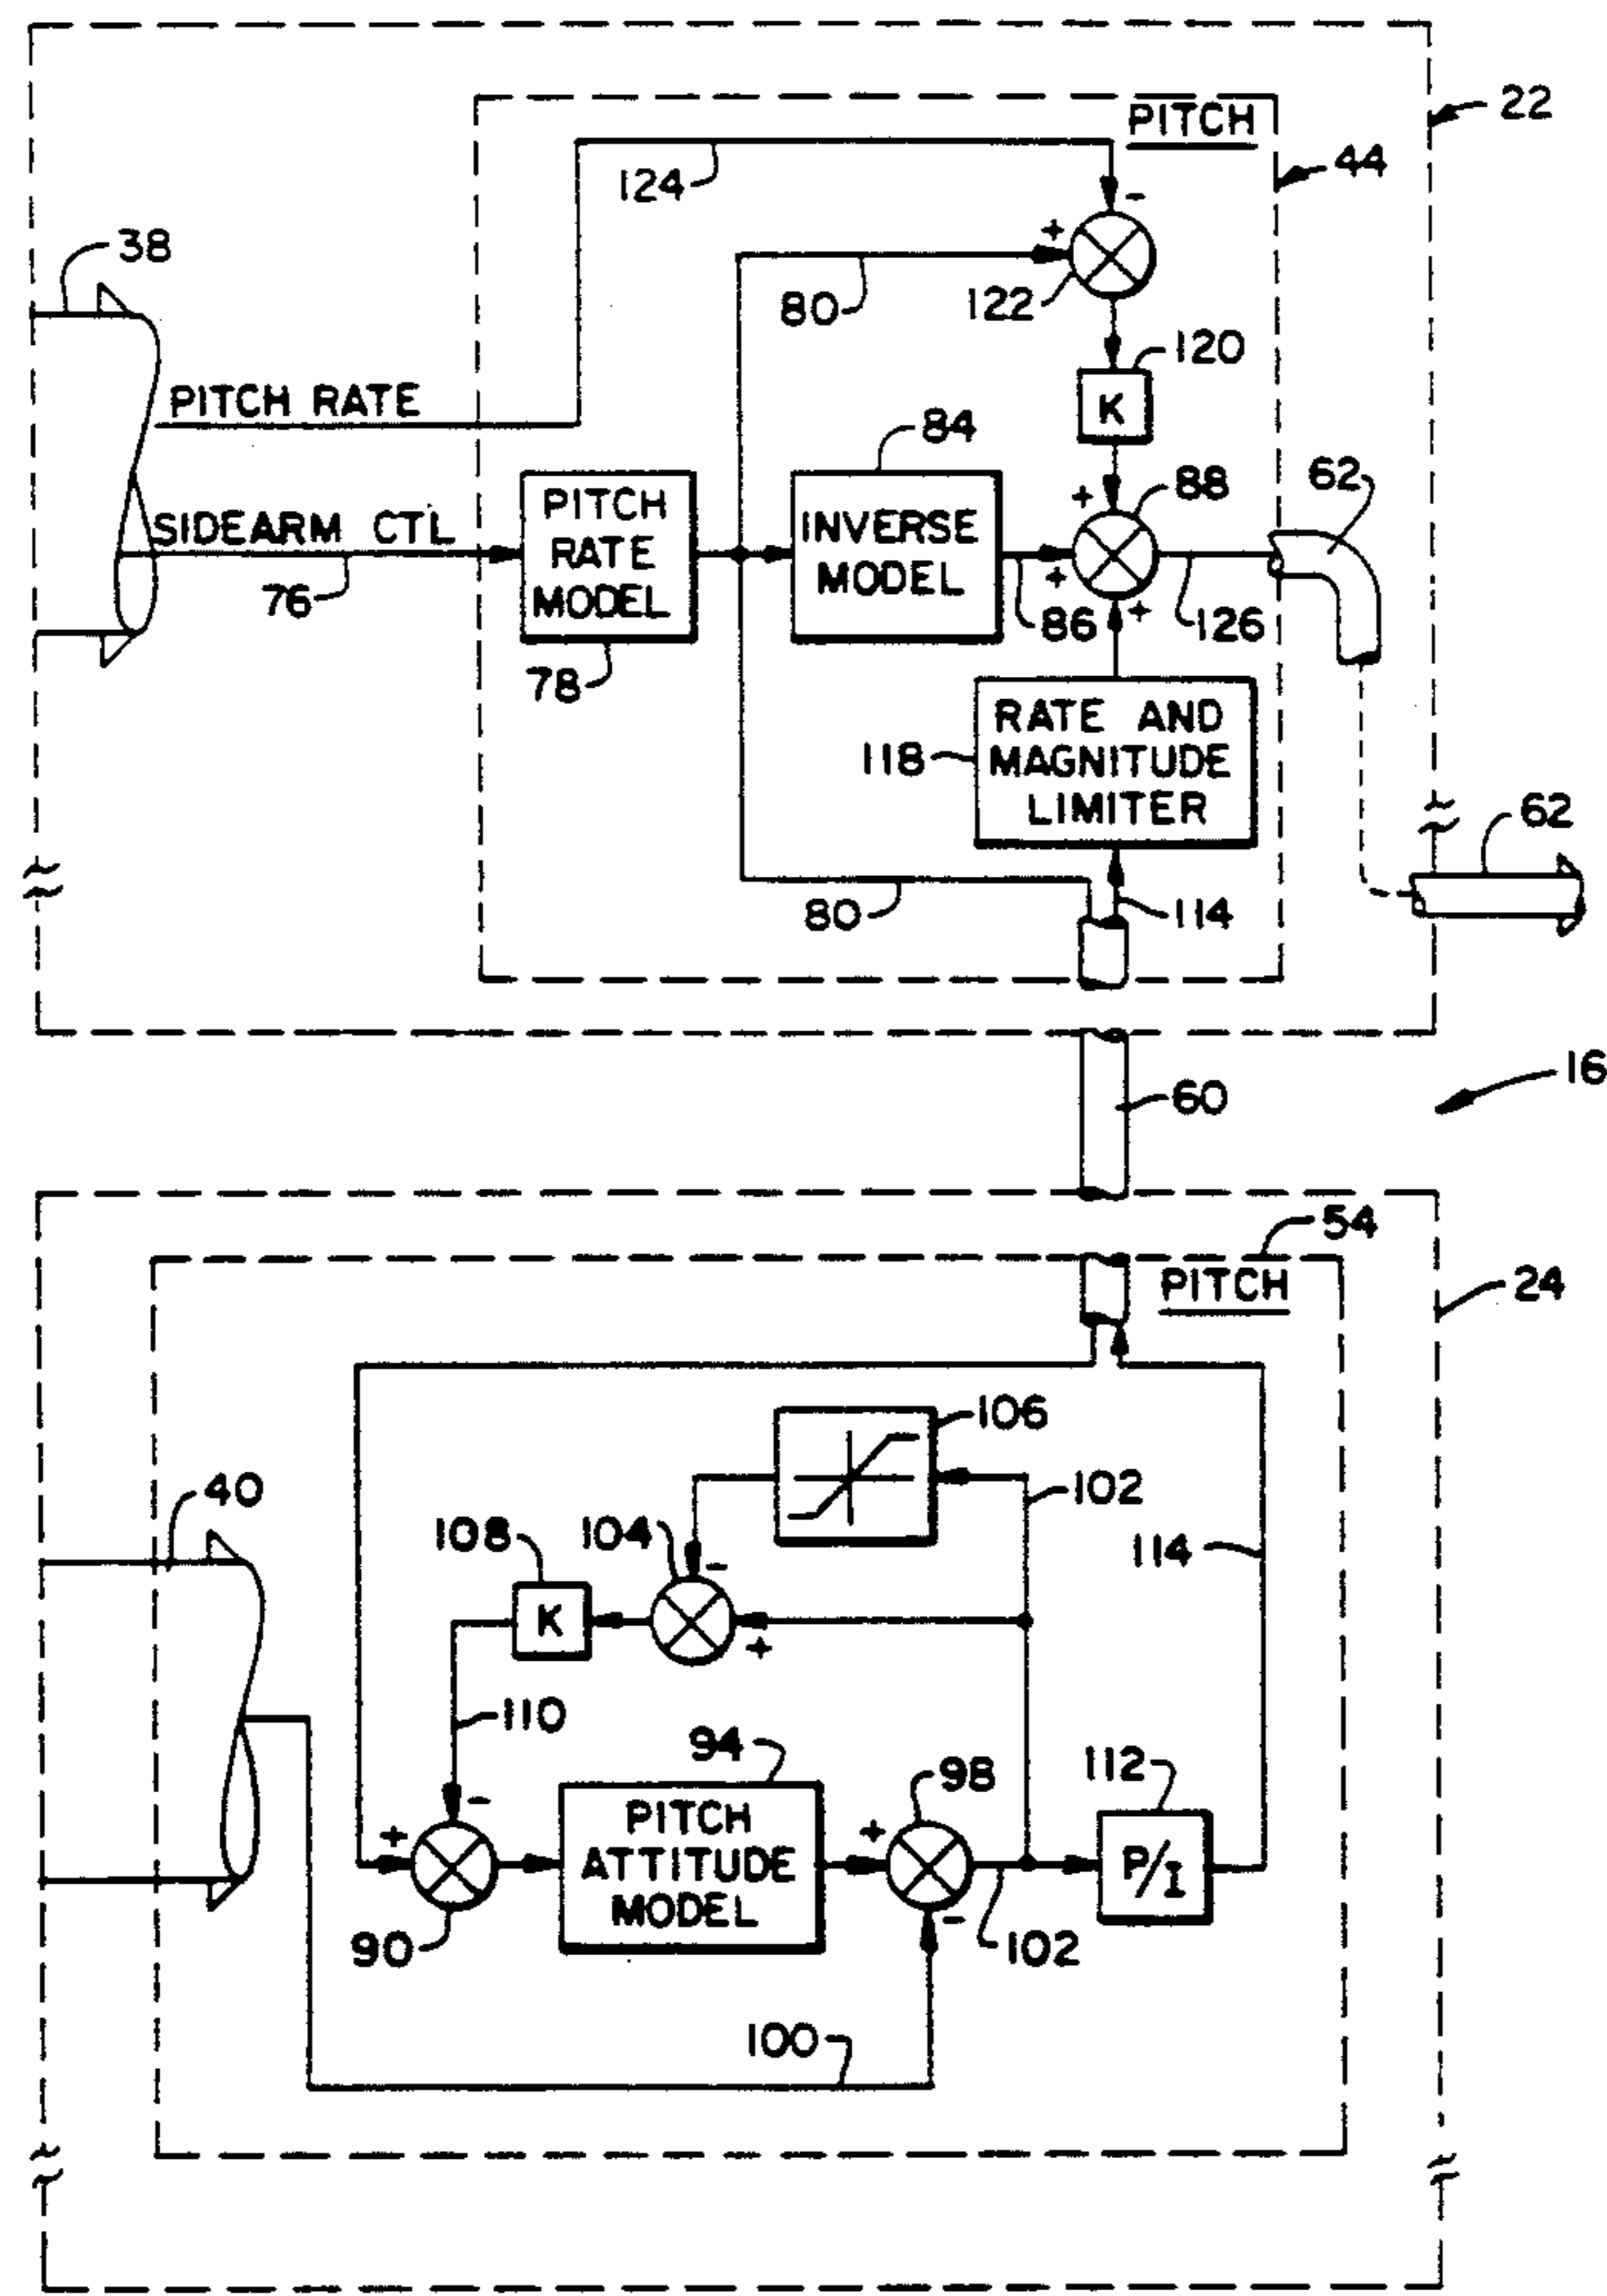 22
PITCH
44
124
38
80
122
120
K
PITCH RATE
84
SIDEARM CTL
76
PITCH
RATE
MODEL
78
INVERSE
MODEL
86
88
126
62
RATE AND
MAGNITUDE
LIMITER
118
62
80
114
16
60
54
PITCH
24
106
102
40
108
104
114
K
110
94
98
112
PITCH
ATTITUDE
MODEL
P/I
90
102
100
+
-
+
+
+
-
+
-
+
+
-